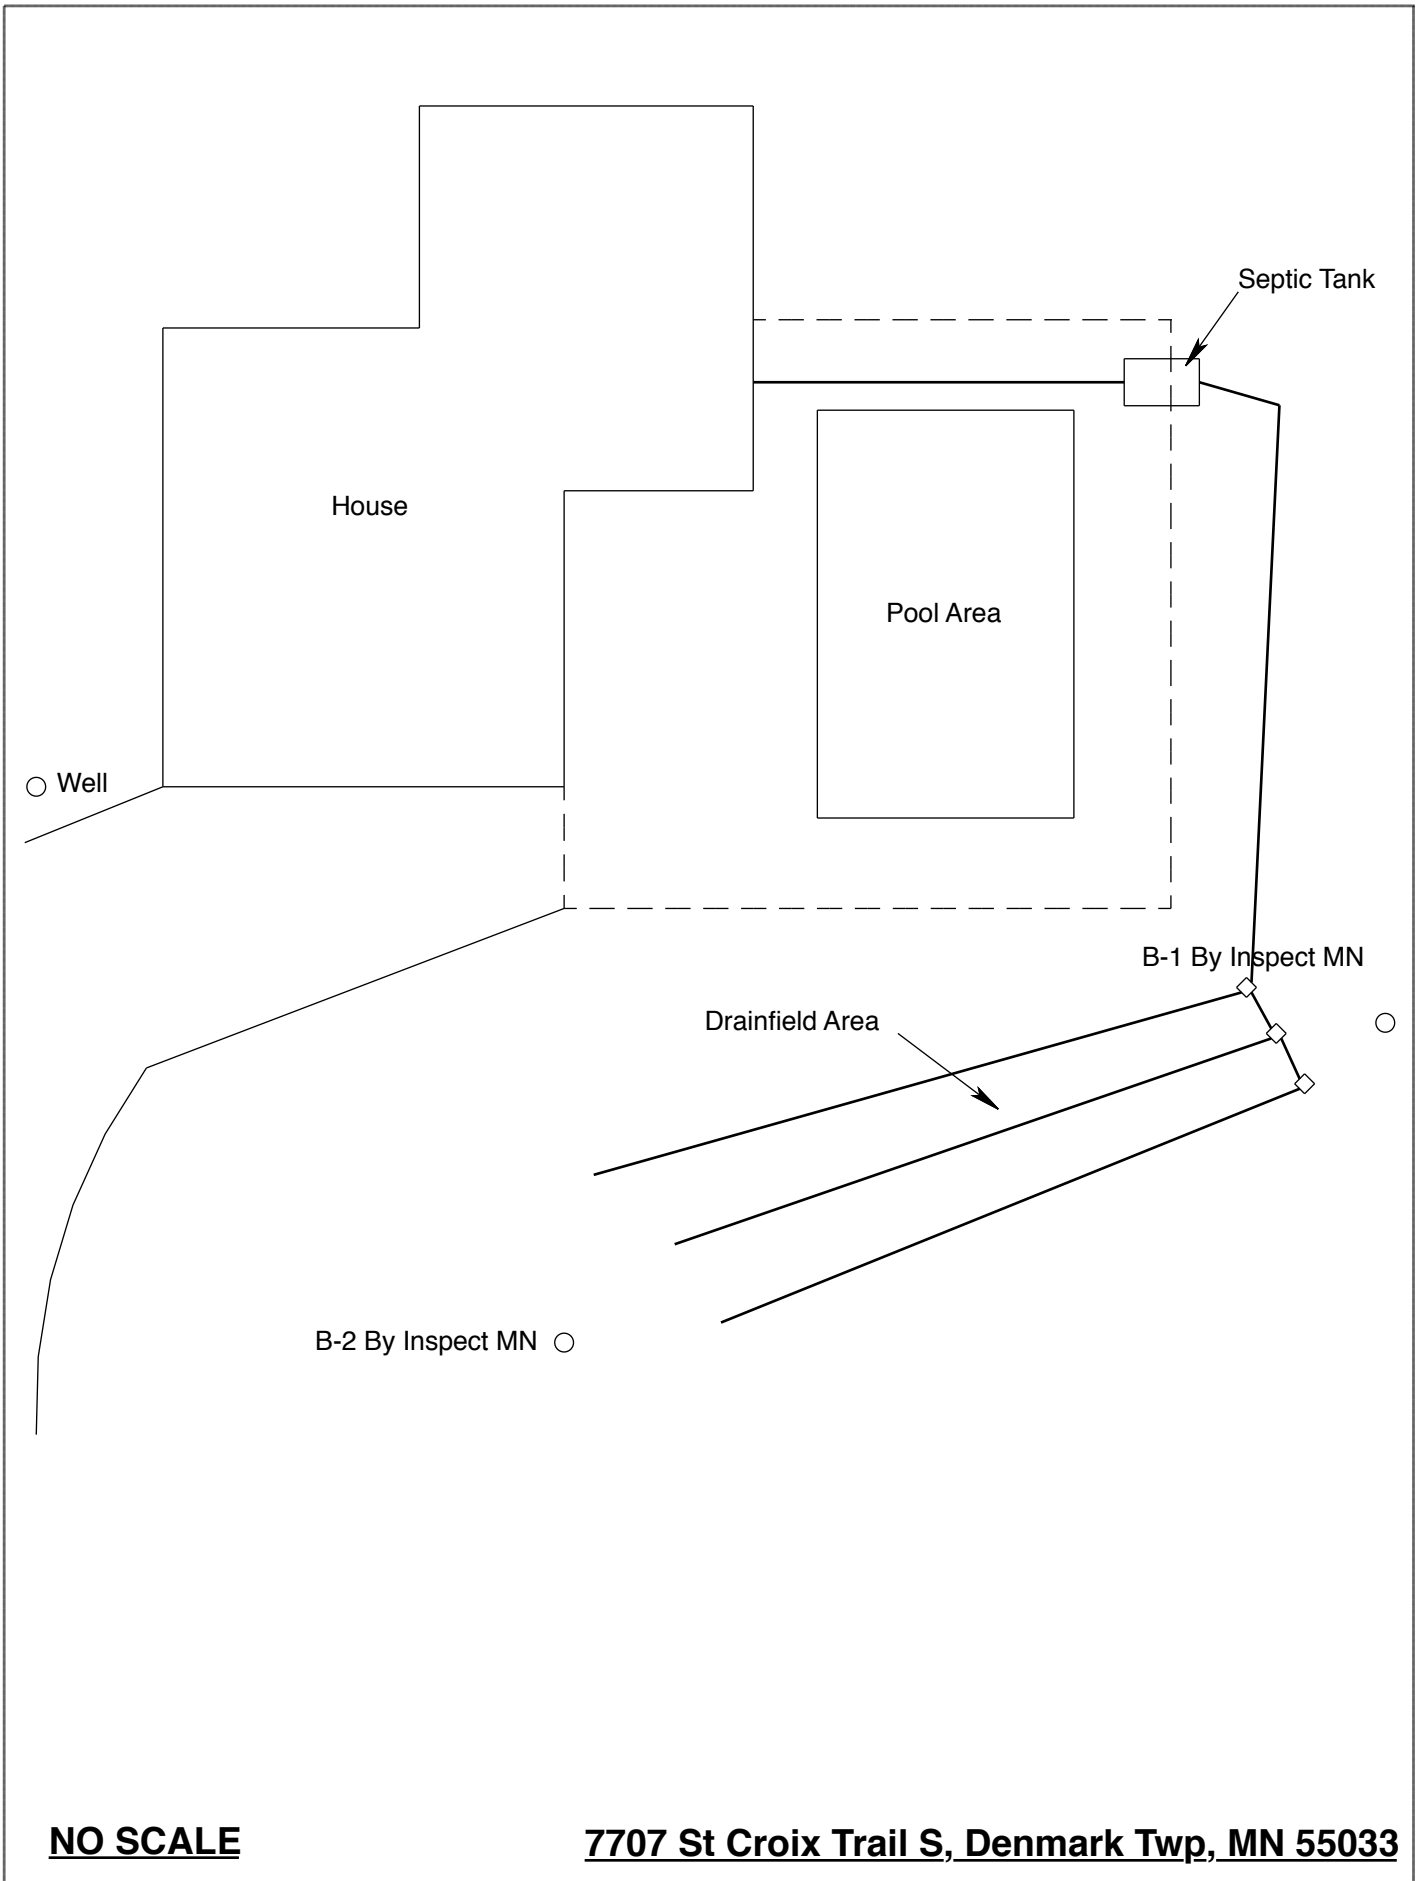 Septic Tank
House
Pool Area
Well
B-1 By Inspect MN
Drainfield Area
B-2 By Inspect MN
NO SCALE
7707 St Croix Trail S, Denmark Twp, MN 55033